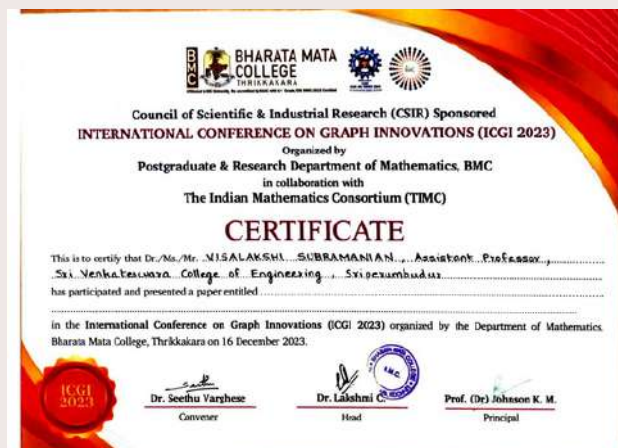 BMC
BHARATA MATA
COLLEGE
THRIKKAKARA
Council of Scientific & Industrial Research (CSIR) Sponsored
INTERNATIONAL CONFERENCE ON GRAPH INNOVATIONS (ICGI 2023)
Organized by
Postgraduate & Research Department of Mathematics, BMC
in collaboration with
The Indian Mathematics Consortium (TIMC)
CERTIFICATE
This is to certify that Dr./Ms./Mr. VISALAKSHI SUBRAMANIAN, Assistant Professor,
Sri Venkateswara College of Engineering, Sriperumbudur
has participated and presented a paper entitled
in the International Conference on Graph Innovations (ICGI 2023) organized by the Department of Mathematics,
Bharata Mata College, Thrikkakara on 16 December 2023.
ICGI
2023
Dr. Seethu Varghese
Convener
Dr. Lakshmi C.
Head
Prof. (Dr) Johnson K. M.
Principal